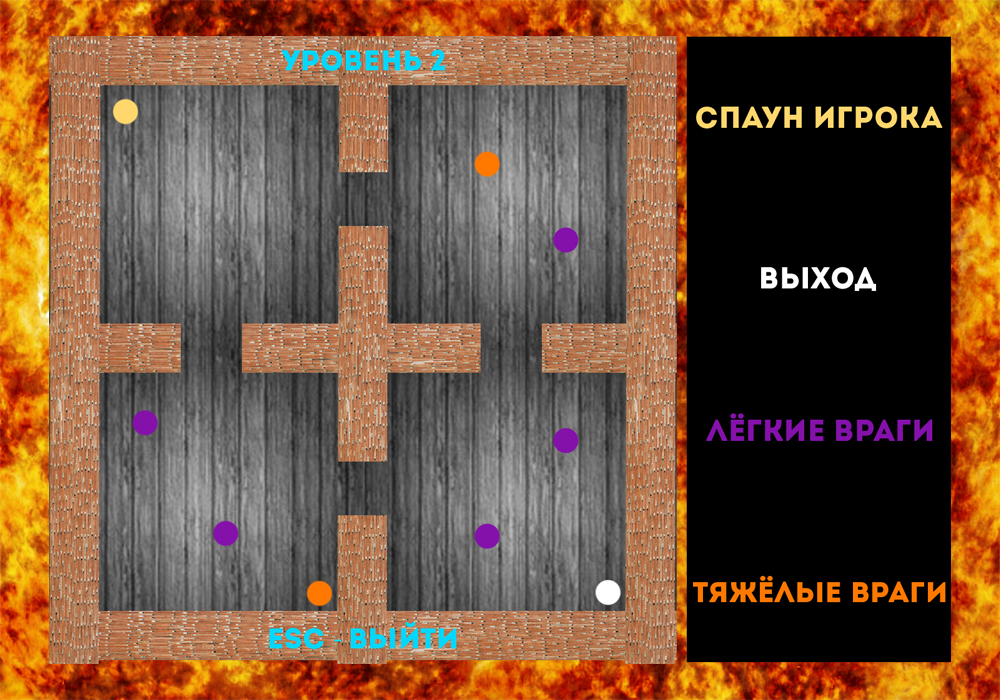 УРОВЕНЬ 2
СПАУН ИГРОКА
ВЫХОД
ЛЁГКИЕ ВРАГИ
ТЯЖЁЛЫЕ ВРАГИ
ESC - ВЫЙТИ